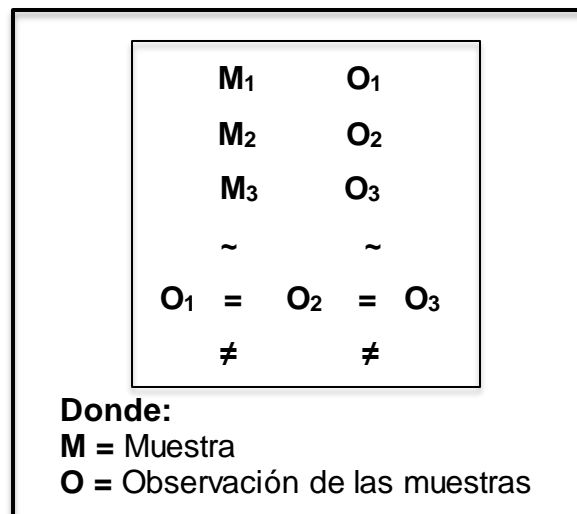 M₁ O₁
M₂ O₂
M₃ O₃
~ ~
O₁ = O₂ = O₃
≠ ≠
Donde:
M = Muestra
O = Observación de las muestras